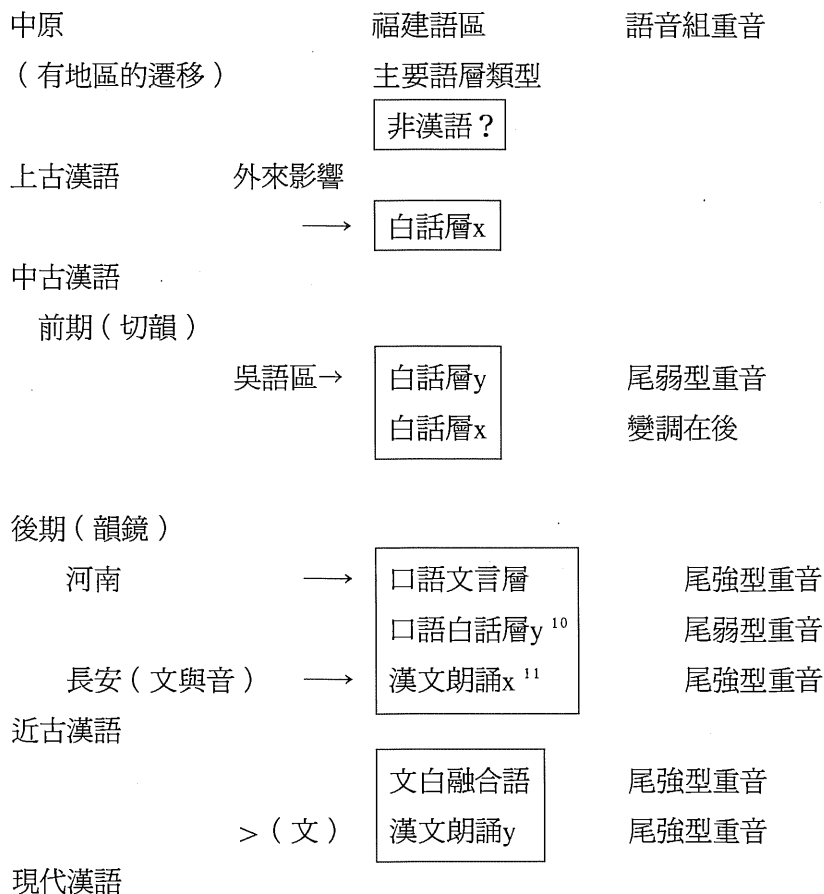 中原 福建語區 語音組重音
（有地區的遷移） 主要語層類型
非漢語？
上古漢語 外來影響
→ 白話層x
中古漢語
前期（切韻）
吳語區→ 白話層y 尾弱型重音
白話層x 變調在後
後期（韻鏡）
河南 → 口語文言層 尾強型重音
口語白話層y 10 尾弱型重音
長安（文與音） → 漢文朗誦x 11 尾強型重音
近古漢語
文白融合語 尾強型重音
>（文） 漢文朗誦y 尾強型重音
現代漢語